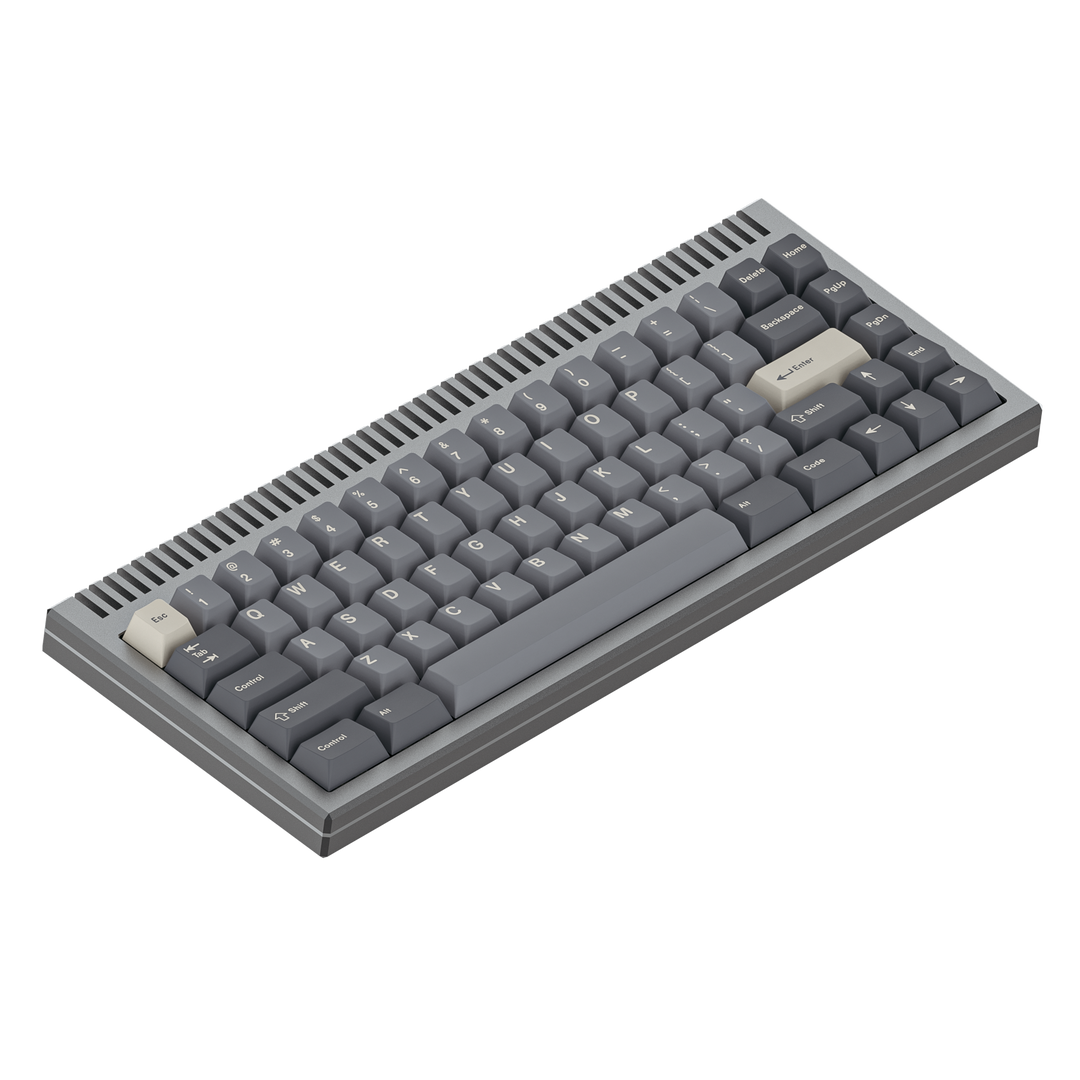 Esc ! 1 @ 2 # 3 $ 4 % 5 ^ 6 & 7 * 8 ( 9 ) 0 _ - + = | \ Delete Home
Tab Q W E R T Y U I O P { [ } ] Backspace PgUp
Control A S D F G H J K L : ; " ' Enter PgDn
Shift Z X C V B N M < , > . ? / Shift ↑ End
Control Alt Alt Code ← ↓ →